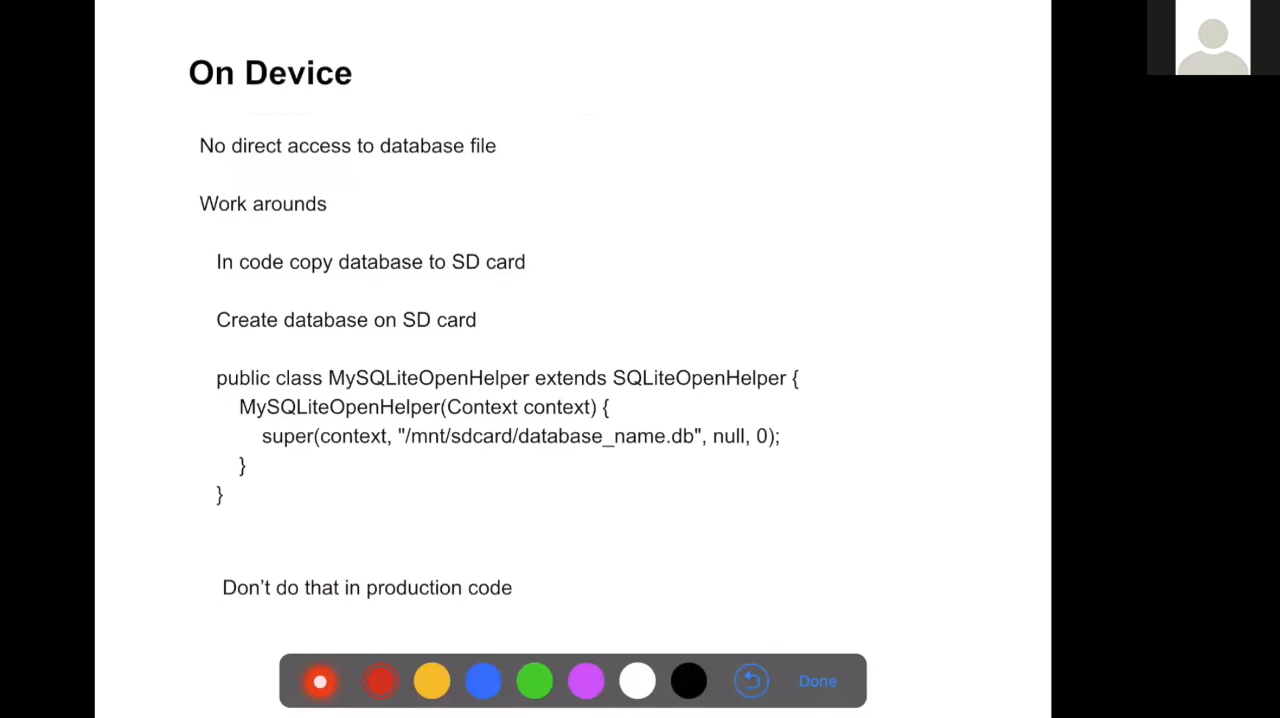 On Device
No direct access to database file
Work arounds
In code copy database to SD card
Create database on SD card
public class MySQLiteOpenHelper extends SQLiteOpenHelper {
MySQLiteOpenHelper(Context context) {
super(context, "/mnt/sdcard/database_name.db", null, 0);
}
}
Don’t do that in production code
Done